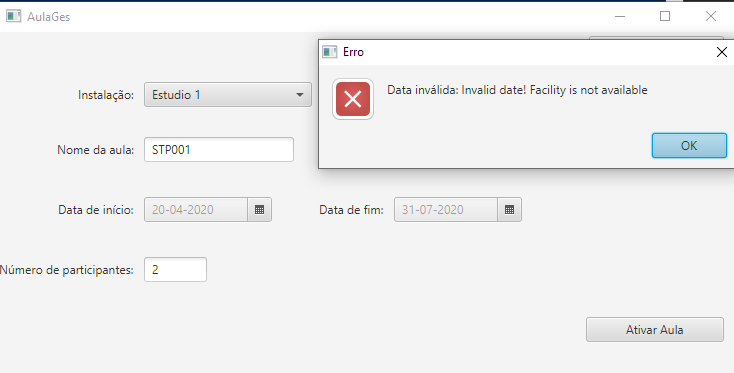 AulaGes
Erro
Data inválida: Invalid date! Facility is not available
OK
Instalação: Estudio 1
Nome da aula: STP001
Data de início: 20-04-2020 Data de fim: 31-07-2020
Número de participantes: 2
Ativar Aula